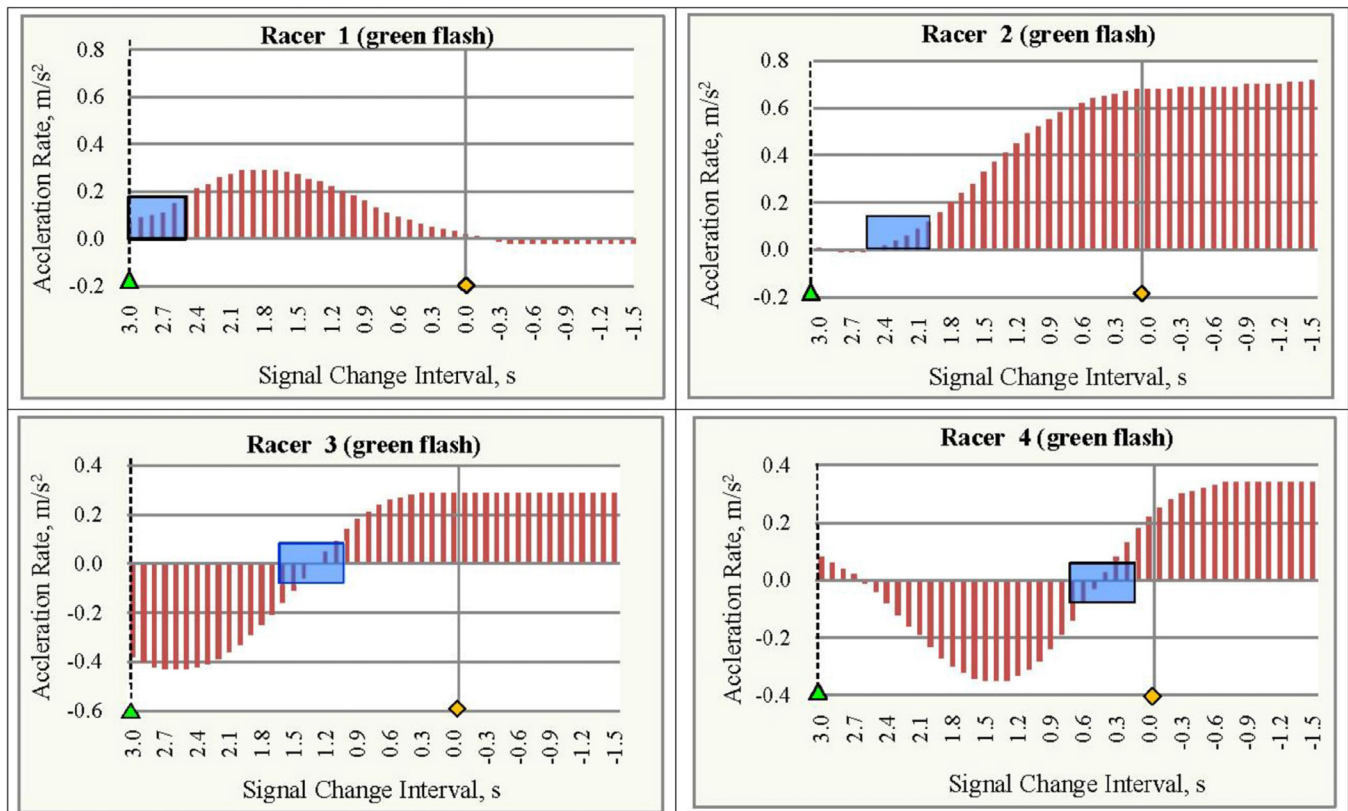 Racer 1 (green flash)
Accleration Rate, m/s²
0.8
0.6
0.4
0.2
0.0
-0.2
3.0 2.7 2.4 2.1 1.8 1.5 1.2 0.9 0.6 0.3 0.0 -0.3 -0.6 -0.9 -1.2 -1.5
Signal Change Interval, s
Racer 2 (green flash)
Accleration Rate, m/s²
0.8
0.6
0.4
0.2
0.0
-0.2
3.0 2.7 2.4 2.1 1.8 1.5 1.2 0.9 0.6 0.3 0.0 -0.3 -0.6 -0.9 -1.2 -1.5
Signal Change Interval, s
Racer 3 (green flash)
Accleration Rate, m/s²
0.4
0.2
0.0
-0.2
-0.4
-0.6
3.0 2.7 2.4 2.1 1.8 1.5 1.2 0.9 0.6 0.3 0.0 -0.3 -0.6 -0.9 -1.2 -1.5
Signal Change Interval, s
Racer 4 (green flash)
Accleration Rate, m/s²
0.4
0.2
0.0
-0.2
-0.4
3.0 2.7 2.4 2.1 1.8 1.5 1.2 0.9 0.6 0.3 0.0 -0.3 -0.6 -0.9 -1.2 -1.5
Signal Change Interval, s